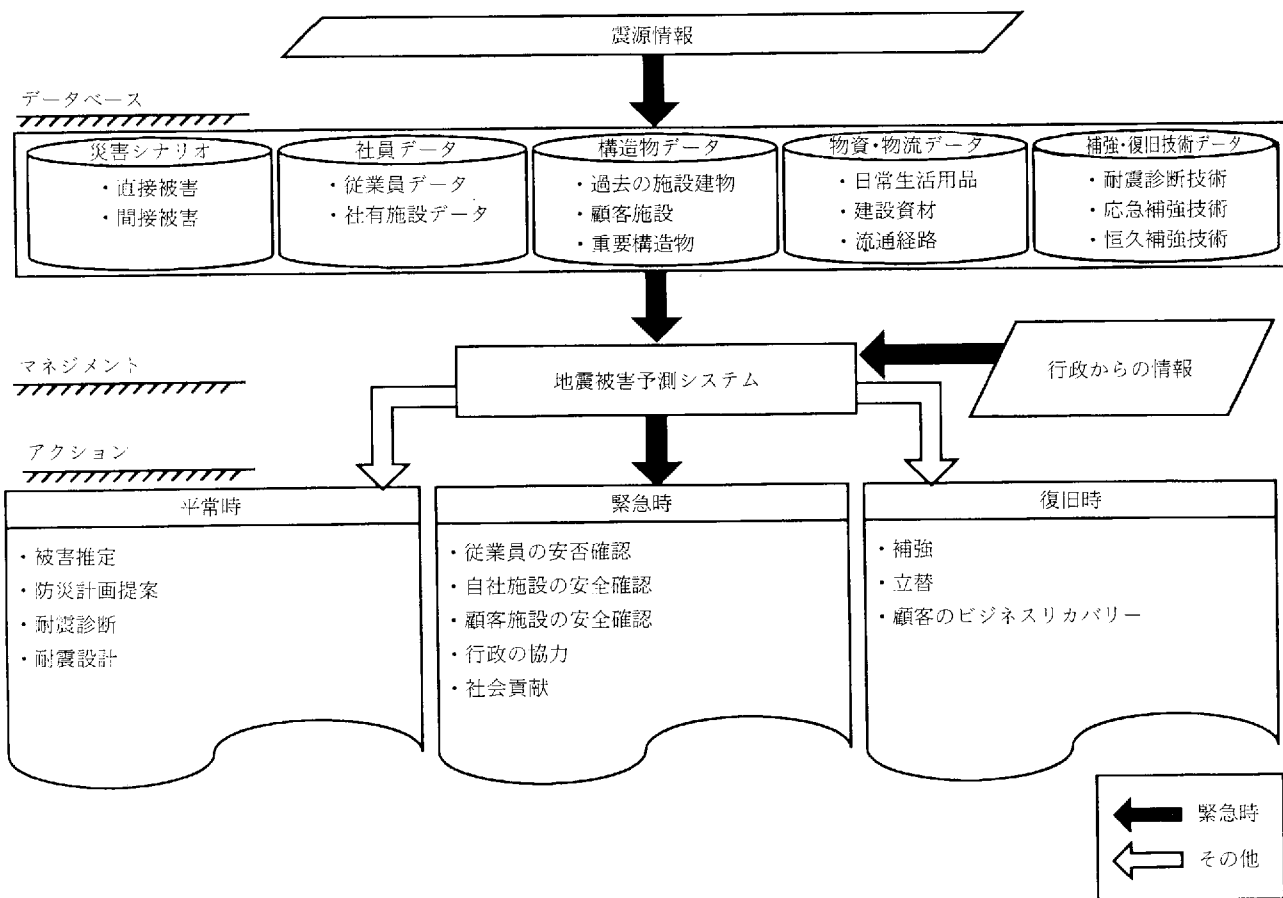 震源情報
データベース
災害シナリオ
・直接被害
・間接被害
社員データ
・従業員データ
・社有施設データ
構造物データ
・過去の施設建物
・顧客施設
・重要構造物
物資・物流データ
・日常生活用品
・建設資材
・流通経路
補強・復旧技術データ
・耐震診断技術
・応急補強技術
・恒久補強技術
マネジメント
地震被害予測システム
行政からの情報
アクション
平常時
・被害推定
・防災計画提案
・耐震診断
・耐震設計
緊急時
・従業員の安否確認
・自社施設の安全確認
・顧客施設の安全確認
・行政の協力
・社会貢献
復旧時
・補強
・立替
・顧客のビジネスリカバリー
緊急時
その他